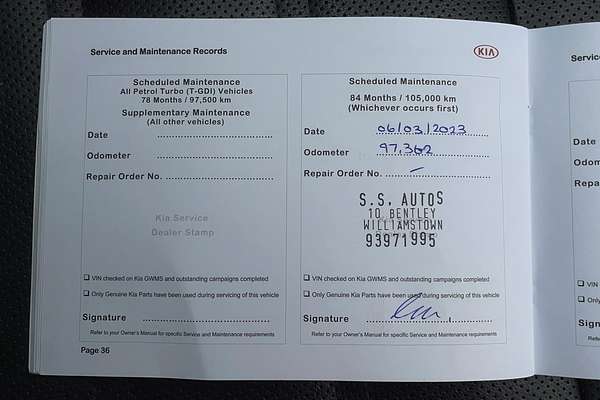 Service and Maintenance Records
KIA
Scheduled Maintenance
All Petrol Turbo (T-GDI) Vehicles
78 Months / 97,500 km
Supplementary Maintenance
(All other vehicles)
Date
Odometer
Repair Order No.
Kia Service
Dealer Stamp
VIN checked on Kia GWMS and outstanding campaigns completed
Only Genuine Kia Parts have been used during servicing of this vehicle
Signature
Refer to your Owner's Manual for specific Service and Maintenance requirements
Page 36
Scheduled Maintenance
84 Months / 105,000 km
(Whichever occurs first)
Date 06/03/2023
Odometer 97,362
Repair Order No. –
S.S. AUTOS
10 BENTLEY
WILLIAMSTOWN
93971995
VIN checked on Kia GWMS and outstanding campaigns completed
Only Genuine Kia Parts have been used during servicing of this vehicle
Signature
Refer to your Owner's Manual for specific Service and Maintenance requirements
Servic
Date
Odom
Repa
VIN
Only
Sign